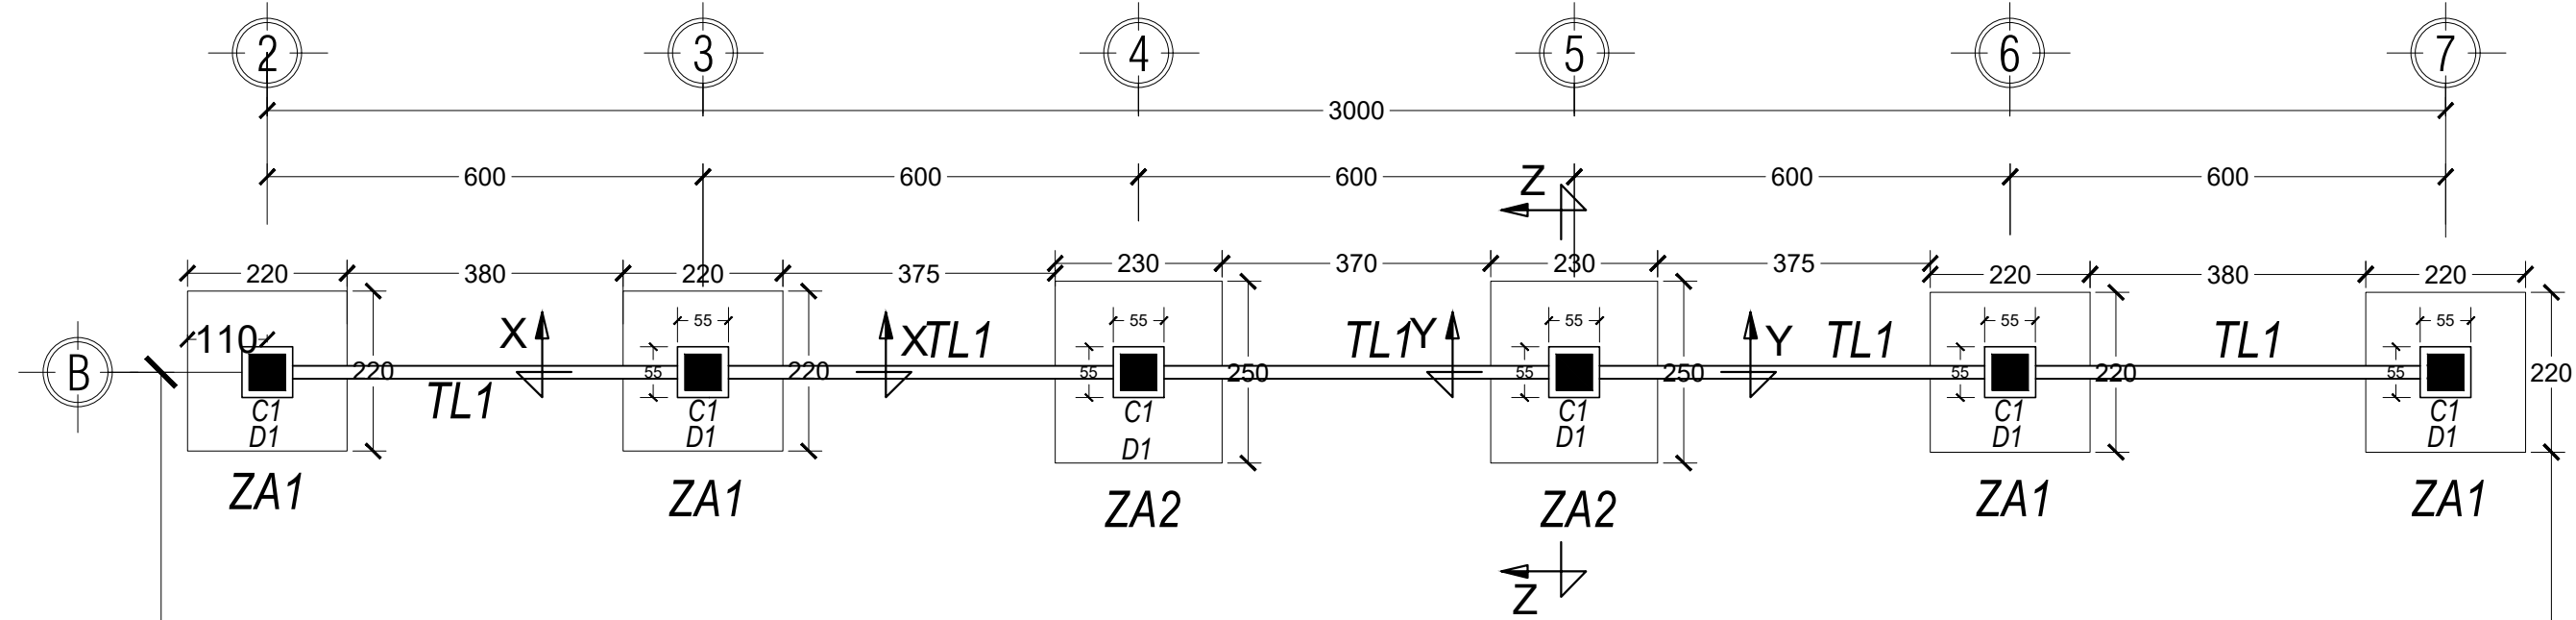 2 3 4 5 6 7
3000
600 600 600 600 600
Z
220 380 220 375 230 370 230 375 220 380 220
110 X 55 X TL1 55 TL1 Y 55 Y TL1 55 TL1 55
B 220 55 220 55 250 55 250 55 220 55 220
TL1
C1 C1 C1 C1 C1 C1
D1 D1 D1 D1 D1 D1
ZA1 ZA1 ZA2 ZA2 ZA1 ZA1
Z